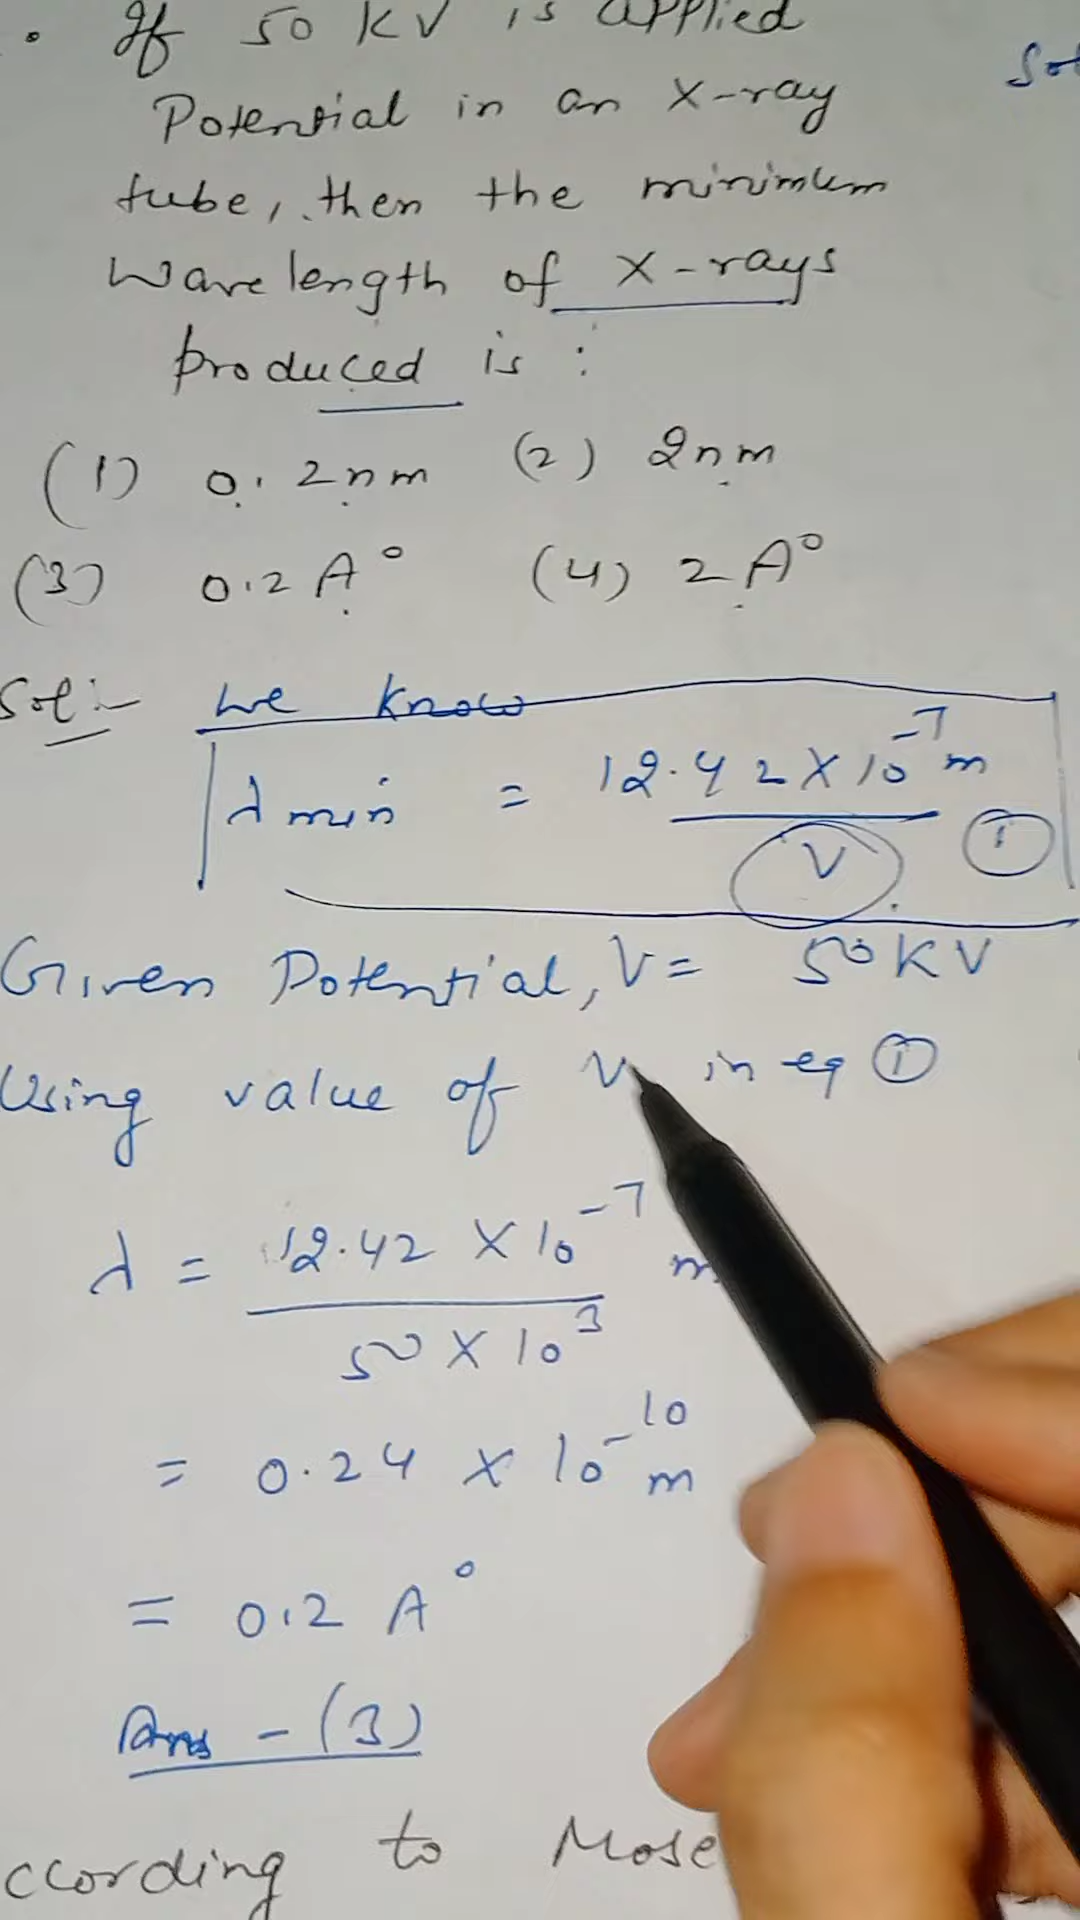 . If 50 KV is applied
Potential in an X-ray
tube, then the minimum
Wavelength of X-rays
produced is :
(1) 0.2nm (2) 2nm
(3) 0.2 A° (4) 2 A°
Sol:- We know
λ min = 12.42 X 10⁻⁷ m / V ①
Given Potential, V = 50 KV
Using value of V in eq ①
λ = 12.42 X 10⁻⁷ / 50 X 10³ m
= 0.24 x 10⁻¹⁰ m
= 0.2 A°
Ans - (3)
ccording to Mose